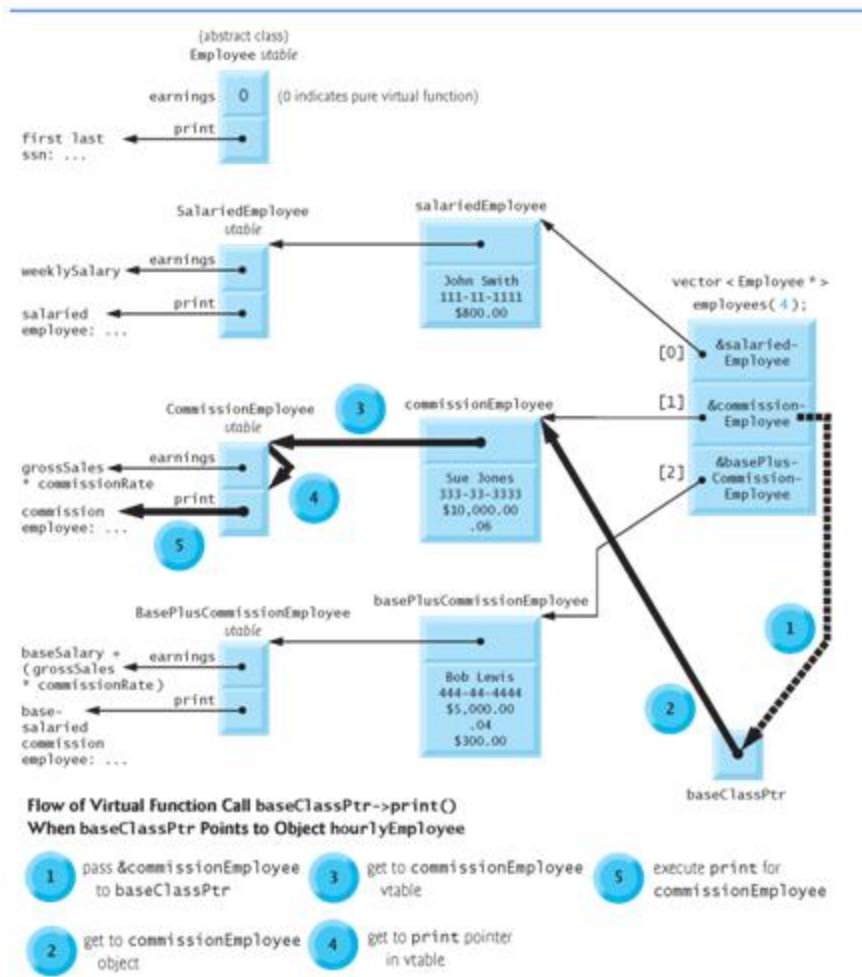 (abstract class)
Employee vtable
earnings
0
(0 indicates pure virtual function)
print
first last
ssn: ...
SalariedEmployee
vtable
salariedEmployee
earnings
weeklySalary
print
salaried
employee: ...
John Smith
111-11-1111
$800.00
vector < Employee * >
employees( 4 );
[0]
&salaried-
Employee
[1]
&commission-
Employee
[2]
&basePlus-
Commission-
Employee
CommissionEmployee
vtable
3
commissionEmployee
earnings
grossSales
* commissionRate
4
print
commission
employee: ...
5
Sue Jones
333-33-3333
$10,000.00
.06
BasePlusCommissionEmployee
vtable
basePlusCommissionEmployee
1
baseSalary +
(grossSales
* commissionRate)
earnings
print
base-
salaried
commission
employee: ...
Bob Lewis
444-44-4444
$5,000.00
.04
$300.00
2
baseClassPtr
Flow of Virtual Function Call baseClassPtr->print()
When baseClassPtr Points to Object hourlyEmployee
1 pass &commissionEmployee
to baseClassPtr
2 get to commissionEmployee
object
3 get to commissionEmployee
vtable
4 get to print pointer
in vtable
5 execute print for
commissionEmployee